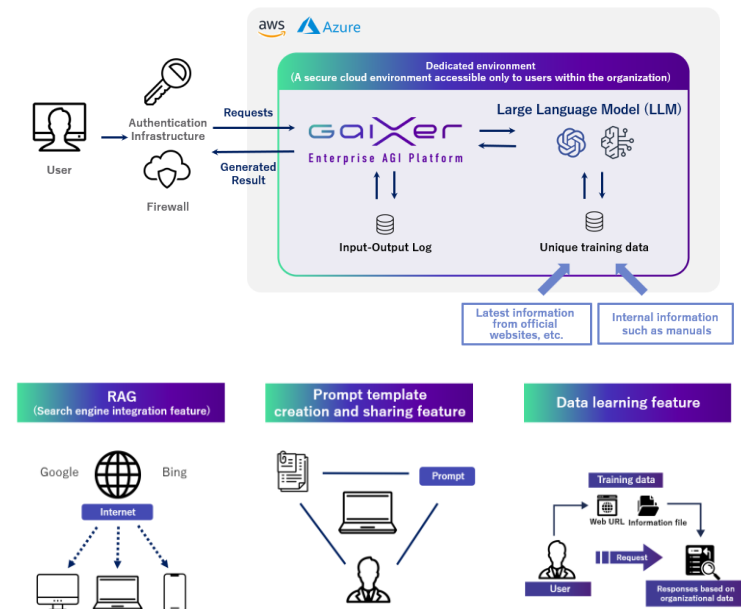 aws
Azure
Dedicated environment
(A secure cloud environment accessible only to users within the organization)
User
Authentication
Infrastructure
Firewall
Requests
Generated
Result
GaiXer
Enterprise AGI Platform
Large Language Model (LLM)
Input-Output Log
Unique training data
Latest information
from official
websites, etc.
Internal information
such as manuals
RAG
(Search engine integration feature)
Google
Bing
Internet
Prompt template
creation and sharing feature
Prompt
Data learning feature
Training data
Web URL
Information file
Request
User
Responses based on
organizational data